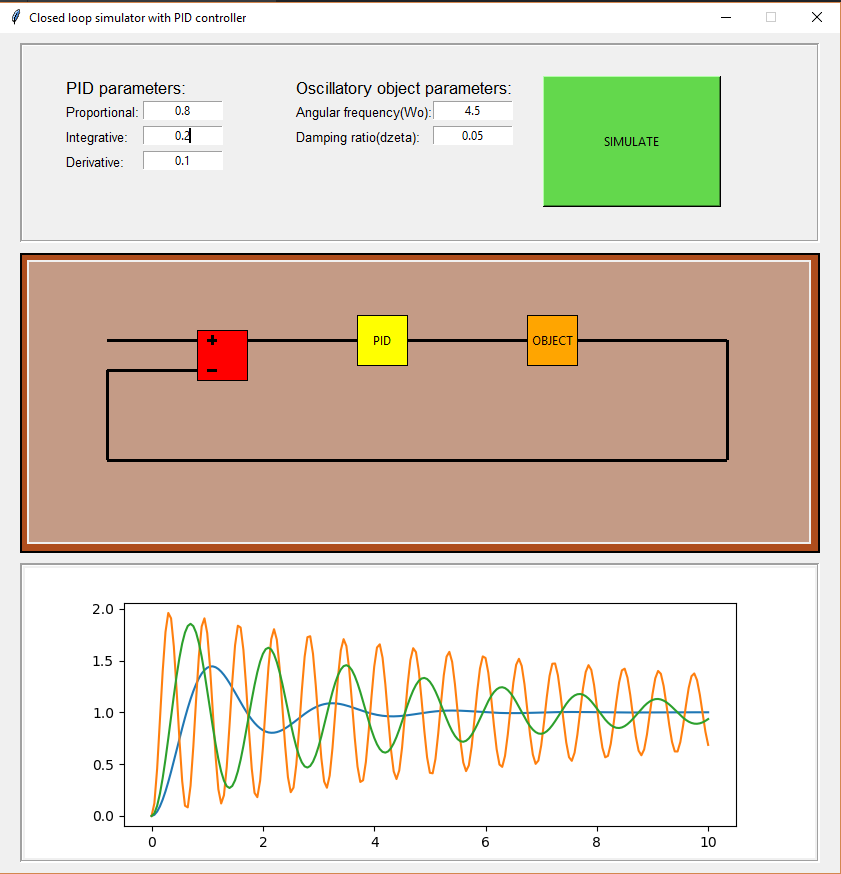 Closed loop simulator with PID controller
PID parameters:
Proportional: 0.8
Integrative: 0.2
Derivative: 0.1
Oscillatory object parameters:
Angular frequency(Wo): 4.5
Damping ratio(dzeta): 0.05
SIMULATE
+
−
PID
OBJECT
2.0
1.5
1.0
0.5
0.0
0 2 4 6 8 10